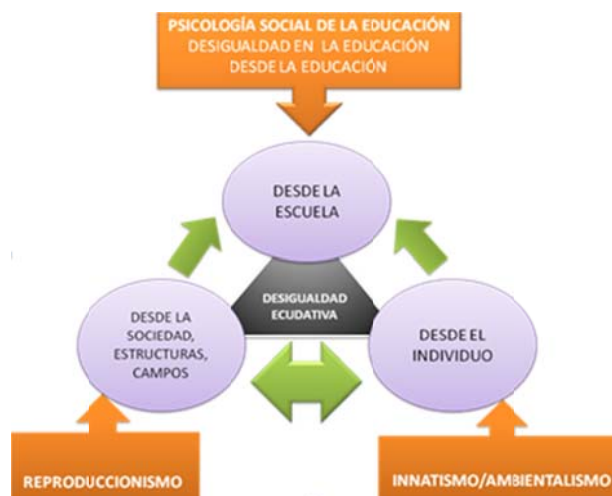 PSICOLOGÍA SOCIAL DE LA EDUCACIÓN
DESIGUALDAD EN LA EDUCACIÓN
DESDE LA EDUCACIÓN
DESDE LA
ESCUELA
DESIGUALDAD
ECUDATIVA
DESDE LA
SOCIEDAD,
ESTRUCTURAS,
CAMPOS
DESDE EL
INDIVIDUO
REPRODUCCIONISMO
INNATISMO/AMBIENTALISMO